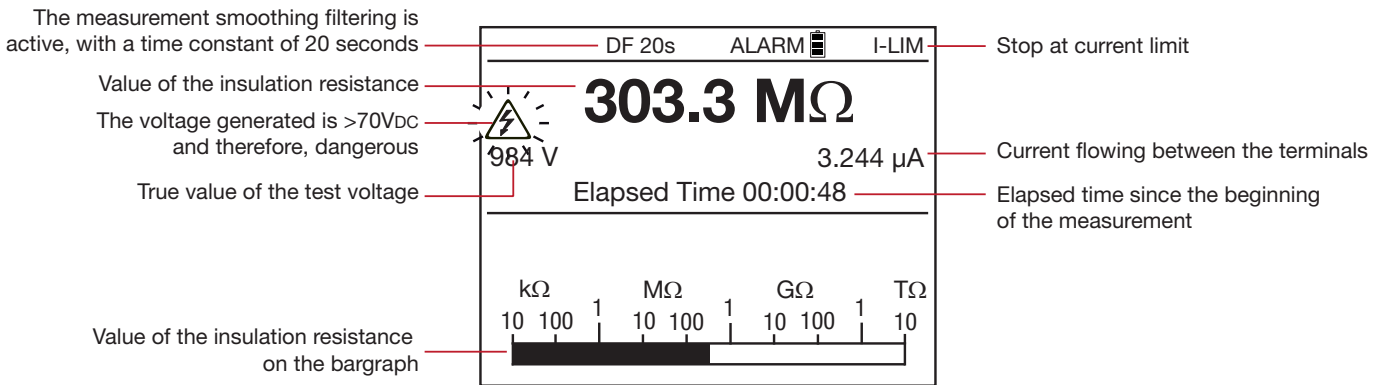 The measurement smoothing filtering is
active, with a time constant of 20 seconds
DF 20s ALARM I-LIM
Stop at current limit
Value of the insulation resistance
303.3 MΩ
The voltage generated is >70VDC
and therefore, dangerous
984 V
3.244 µA
Current flowing between the terminals
True value of the test voltage
Elapsed Time 00:00:48
Elapsed time since the beginning
of the measurement
kΩ MΩ GΩ TΩ
10 100 1 10 100 1 10 100 1 10
Value of the insulation resistance
on the bargraph